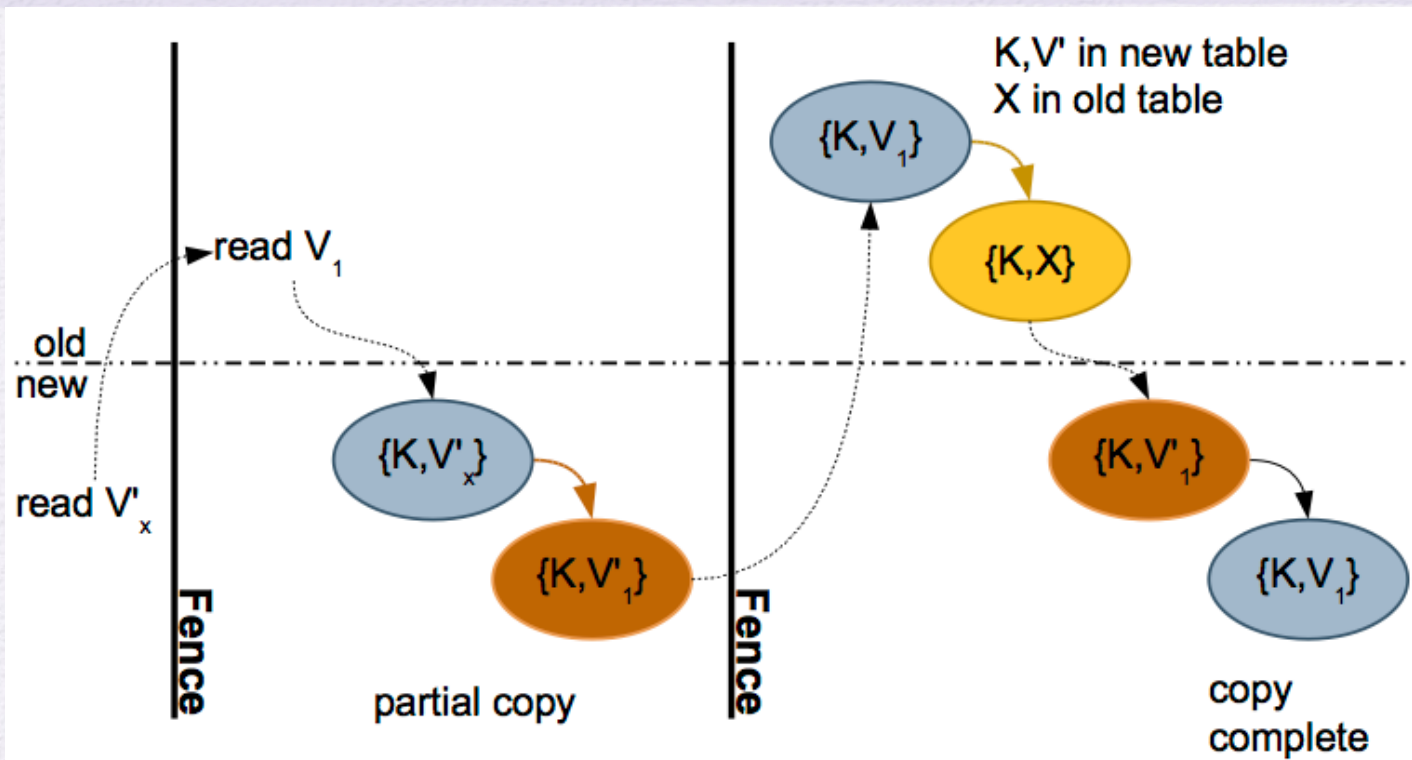 K,V' in new table
X in old table
{K,V₁}
{K,X}
read V₁
old
new
{K,V'ₓ}
{K,V'₁}
read V'ₓ
{K,V'₁}
{K,V₁}
Fence
Fence
partial copy
copy
complete